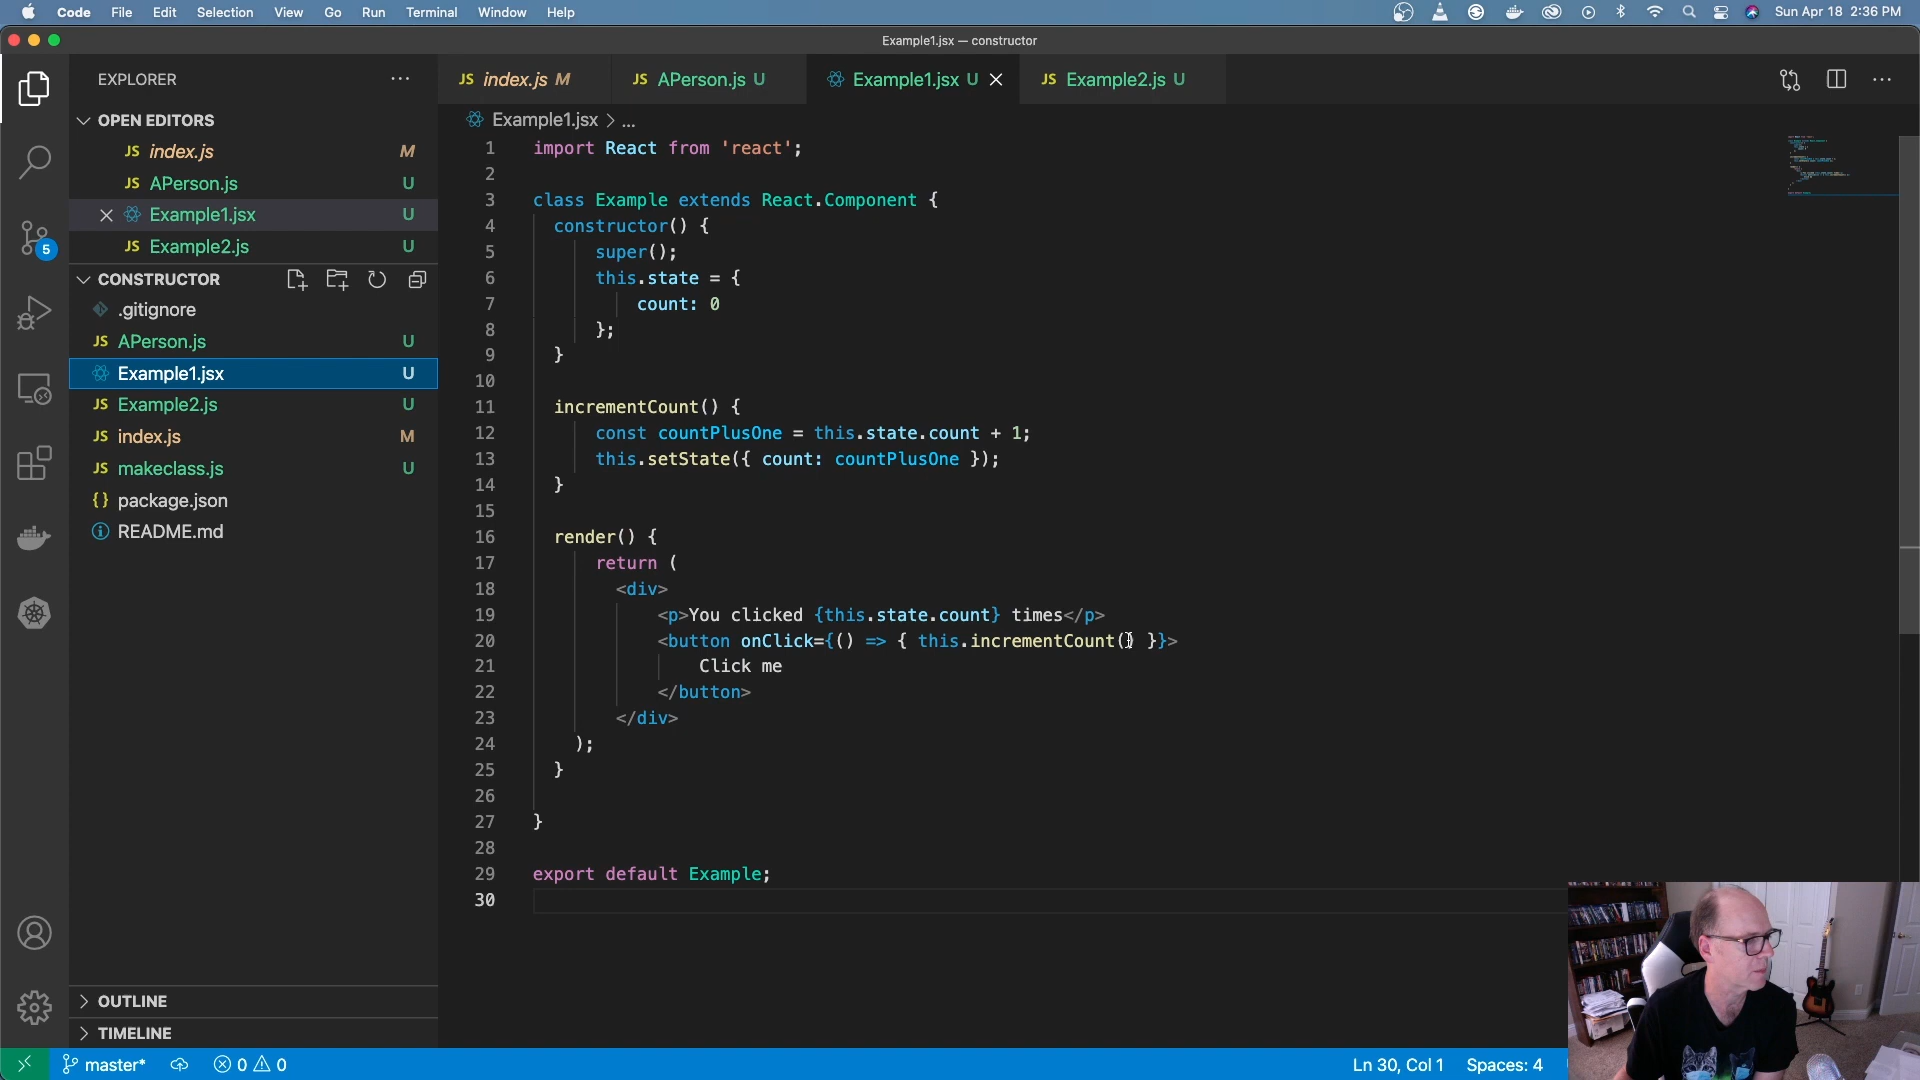 Code File Edit Selection View Go Run Terminal Window Help Sun Apr 18 2:36 PM
Example1.jsx — constructor
EXPLORER
OPEN EDITORS
JS index.js M
JS APerson.js U
Example1.jsx U
JS Example2.js U
CONSTRUCTOR
.gitignore
JS APerson.js U
Example1.jsx U
JS Example2.js U
JS index.js M
JS makeclass.js U
{} package.json
README.md
OUTLINE
TIMELINE
5
JS index.js M JS APerson.js U Example1.jsx U JS Example2.js U
Example1.jsx > ...
1 import React from 'react';
2
3 class Example extends React.Component {
4 constructor() {
5 super();
6 this.state = {
7 count: 0
8 };
9 }
10
11 incrementCount() {
12 const countPlusOne = this.state.count + 1;
13 this.setState({ count: countPlusOne });
14 }
15
16 render() {
17 return (
18 <div>
19 <p>You clicked {this.state.count} times</p>
20 <button onClick={() => { this.incrementCount() }}>
21 Click me
22 </button>
23 </div>
24 );
25 }
26
27 }
28
29 export default Example;
30
master* 0 0 Ln 30, Col 1 Spaces: 4